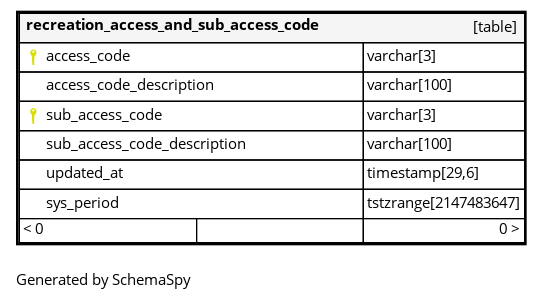 recreation_access_and_sub_access_code [table]
access_code varchar[3]
access_code_description varchar[100]
sub_access_code varchar[3]
sub_access_code_description varchar[100]
updated_at timestamp[29,6]
sys_period tstzrange[2147483647]
< 0 0 >
Generated by SchemaSpy